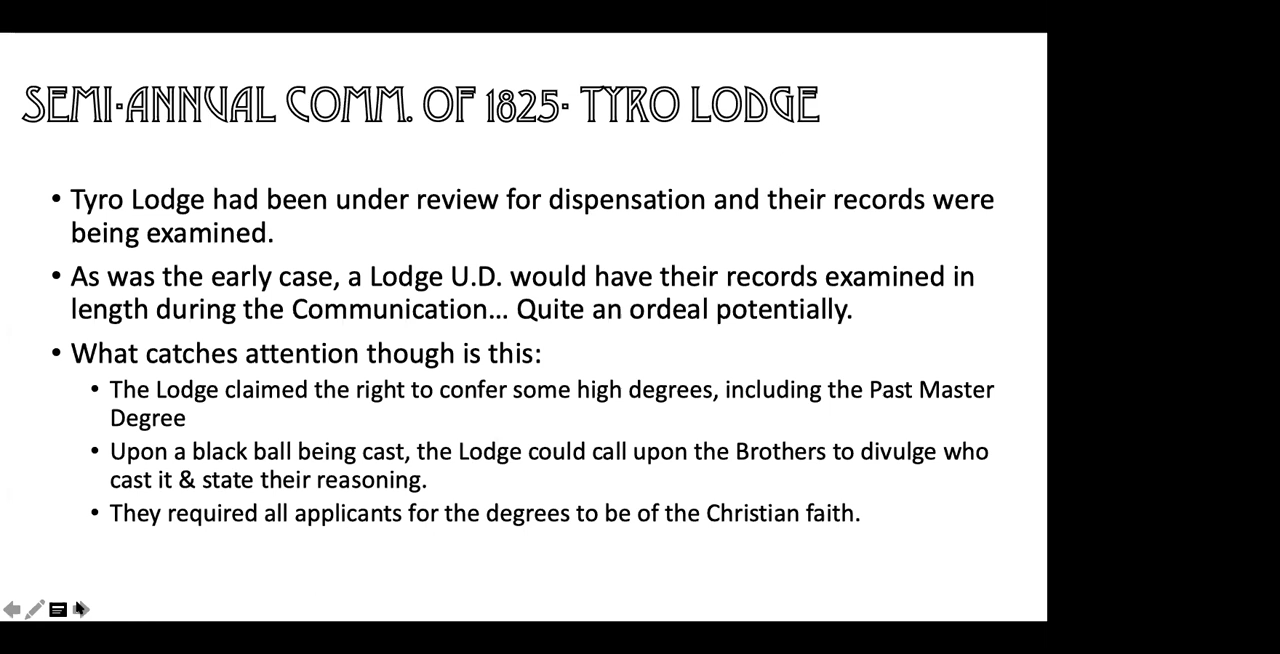 SEMI-ANNUAL COMM. OF 1825- TYRO LODGE
• Tyro Lodge had been under review for dispensation and their records were
being examined.
• As was the early case, a Lodge U.D. would have their records examined in
length during the Communication... Quite an ordeal potentially.
• What catches attention though is this:
• The Lodge claimed the right to confer some high degrees, including the Past Master
Degree
• Upon a black ball being cast, the Lodge could call upon the Brothers to divulge who
cast it & state their reasoning.
• They required all applicants for the degrees to be of the Christian faith.